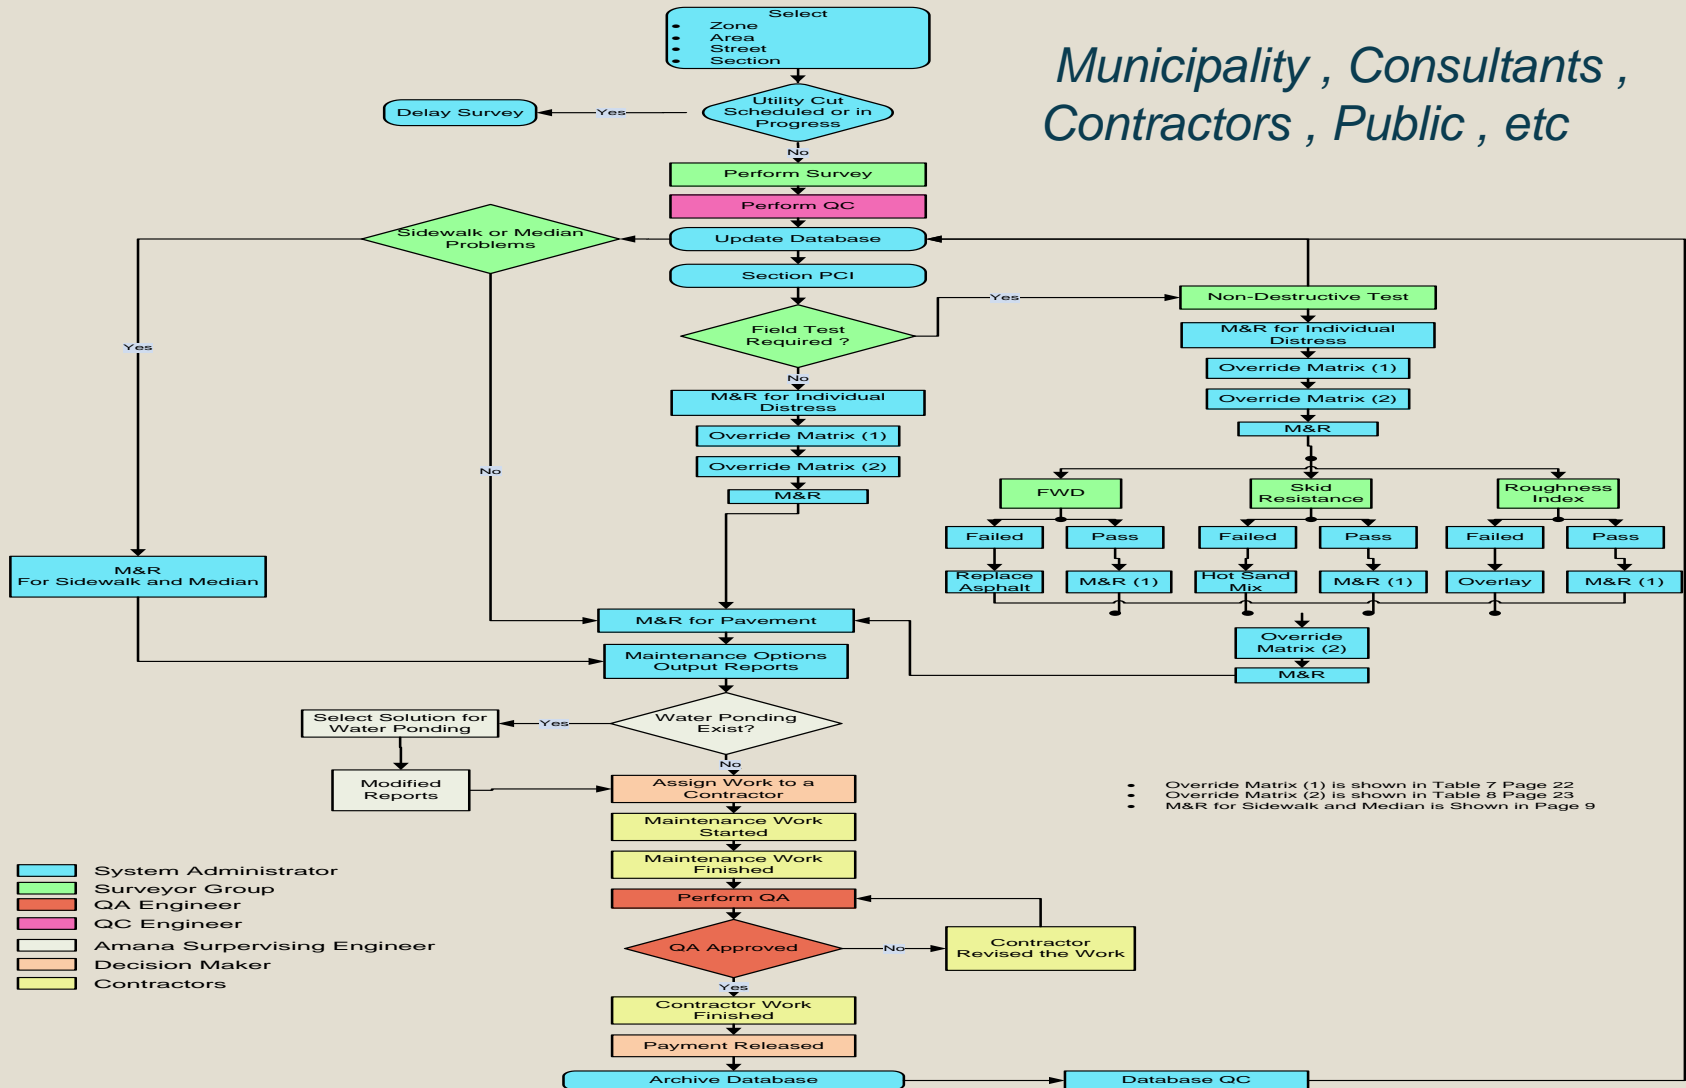 Select
• Zone
• Area
• Street
• Section
Municipality , Consultants ,
Contractors , Public , etc
Utility Cut
Scheduled or in
Progress
Yes
Delay Survey
No
Perform Survey
Perform QC
Update Database
Sidewalk or Median
Problems
Section PCI
Yes
Non-Destructive Test
Field Test
Required ?
M&R for Individual
Distress
Yes
Override Matrix (1)
No
Override Matrix (2)
M&R for Individual
Distress
M&R
Override Matrix (1)
Override Matrix (2)
No
M&R
FWD
Skid
Resistance
Roughness
Index
Failed
Pass
Failed
Pass
Failed
Pass
M&R
For Sidewalk and Median
Replace
Asphalt
M&R (1)
Hot Sand
Mix
M&R (1)
Overlay
M&R (1)
M&R for Pavement
Override
Matrix (2)
Maintenance Options
Output Reports
M&R
Water Ponding
Exist?
Yes
Select Solution for
Water Ponding
No
Modified
Reports
Assign Work to a
Contractor
• Override Matrix (1) is shown in Table 7 Page 22
• Override Matrix (2) is shown in Table 8 Page 23
• M&R for Sidewalk and Median is Shown in Page 9
Maintenance Work
Started
Maintenance Work
Finished
System Administrator
Surveyor Group
QA Engineer
QC Engineer
Amana Surpervising Engineer
Decision Maker
Contractors
Perform QA
QA Approved
No
Contractor
Revised the Work
Yes
Contractor Work
Finished
Payment Released
Archive Database
Database QC